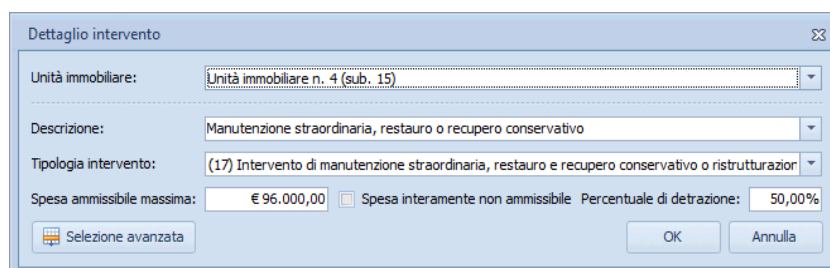 Dettaglio intervento
Unità immobiliare: Unità immobiliare n. 4 (sub. 15)
Descrizione: Manutenzione straordinaria, restauro o recupero conservativo
Tipologia intervento: (17) Intervento di manutenzione straordinaria, restauro e recupero conservativo o ristrutturazior
Spesa ammissibile massima: € 96.000,00 Spesa interamente non ammissibile Percentuale di detrazione: 50,00%
Selezione avanzata OK Annulla